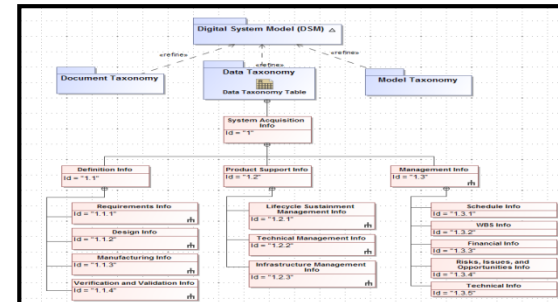 Digital System Model (DSM)
«refine»
«refine»
«refine»
Document Taxonomy
Data Taxonomy
Data Taxonomy Table
Model Taxonomy
System Acquisition
Info
Id = "1"
Definition Info
Id = "1.1"
Product Support Info
Id = "1.2"
Management Info
Id = "1.3"
Requirements Info
Id = "1.1.1"
Design Info
Id = "1.1.2"
Manufacturing Info
Id = "1.1.3"
Verification and Validation Info
Id = "1.1.4"
Lifecycle Sustainment
Management Info
Id = "1.2.1"
Technical Management Info
Id = "1.2.2"
Infrastructure Management
Info
Id = "1.2.3"
Schedule Info
Id = "1.3.1"
WBS Info
Id = "1.3.2"
Financial Info
Id = "1.3.3"
Risks, Issues, and
Opportunities Info
Id = "1.3.4"
Technical Info
Id = "1.3.5"